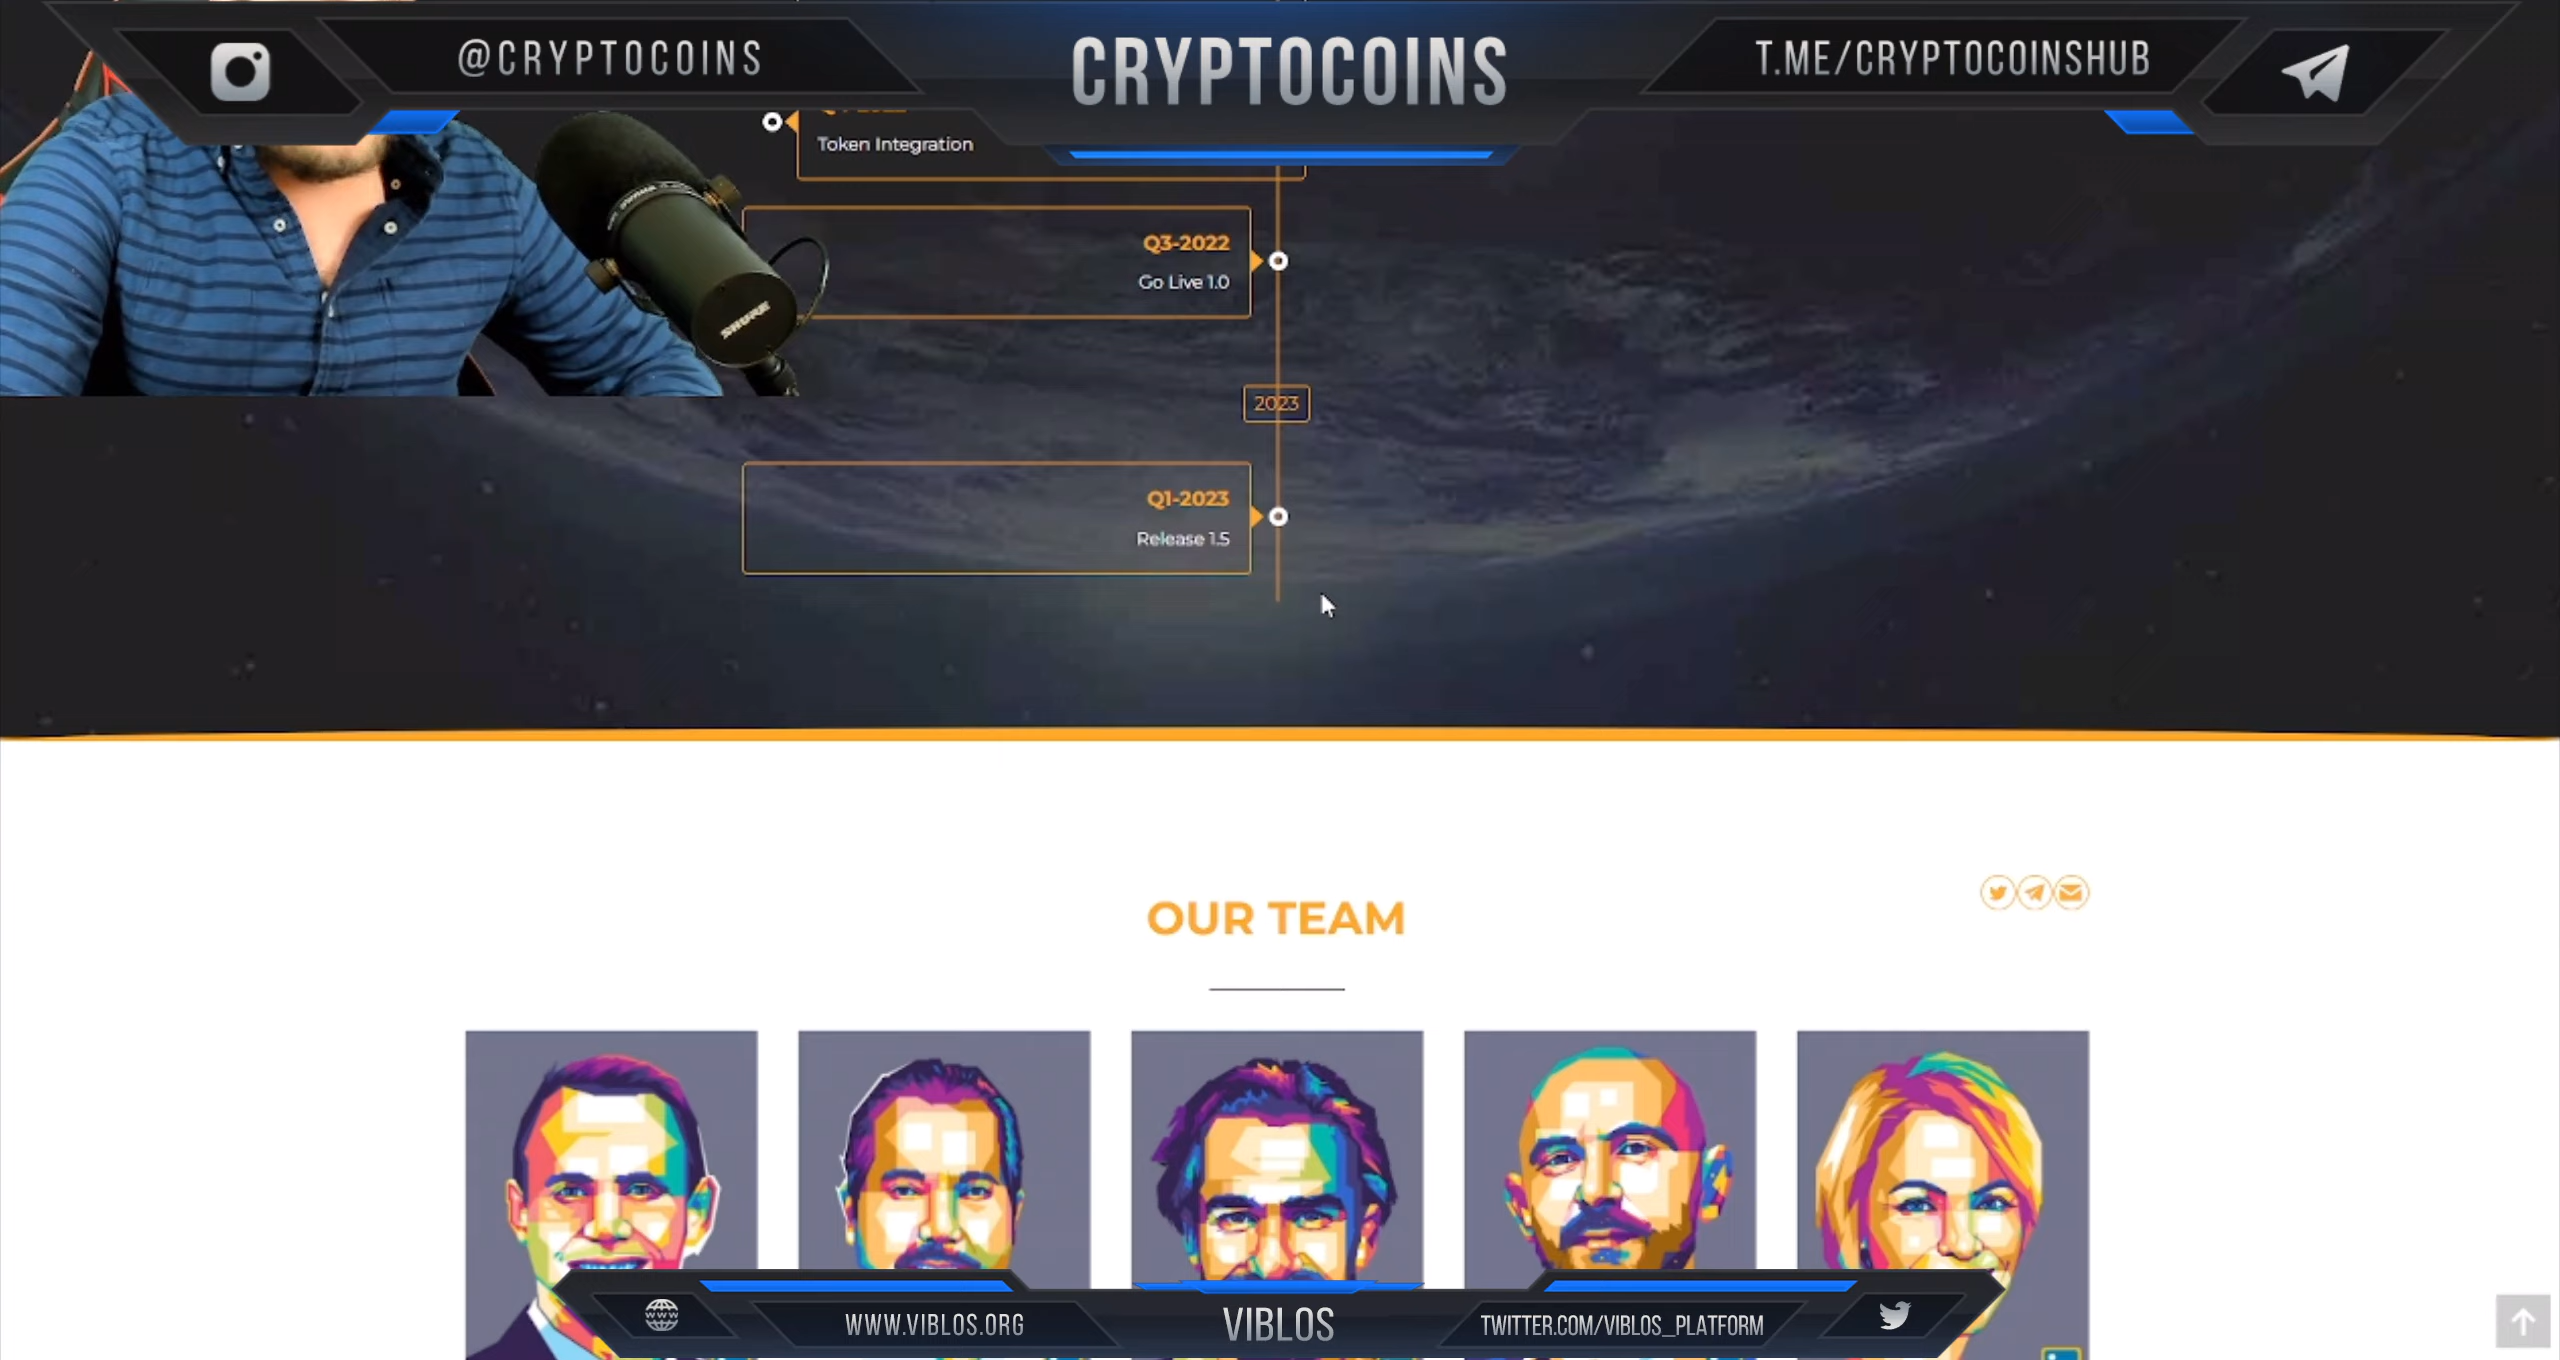 @CRYPTOCOINS
CRYPTOCOINS
T.ME/CRYPTOCOINSHUB
Token Integration
SHURE
Q3-2022
Go Live 1.0
2023
Q1-2023
Release 1.5
OUR TEAM
WWW.VIBLOS.ORG
VIBLOS
TWITTER.COM/VIBLOS_PLATFORM